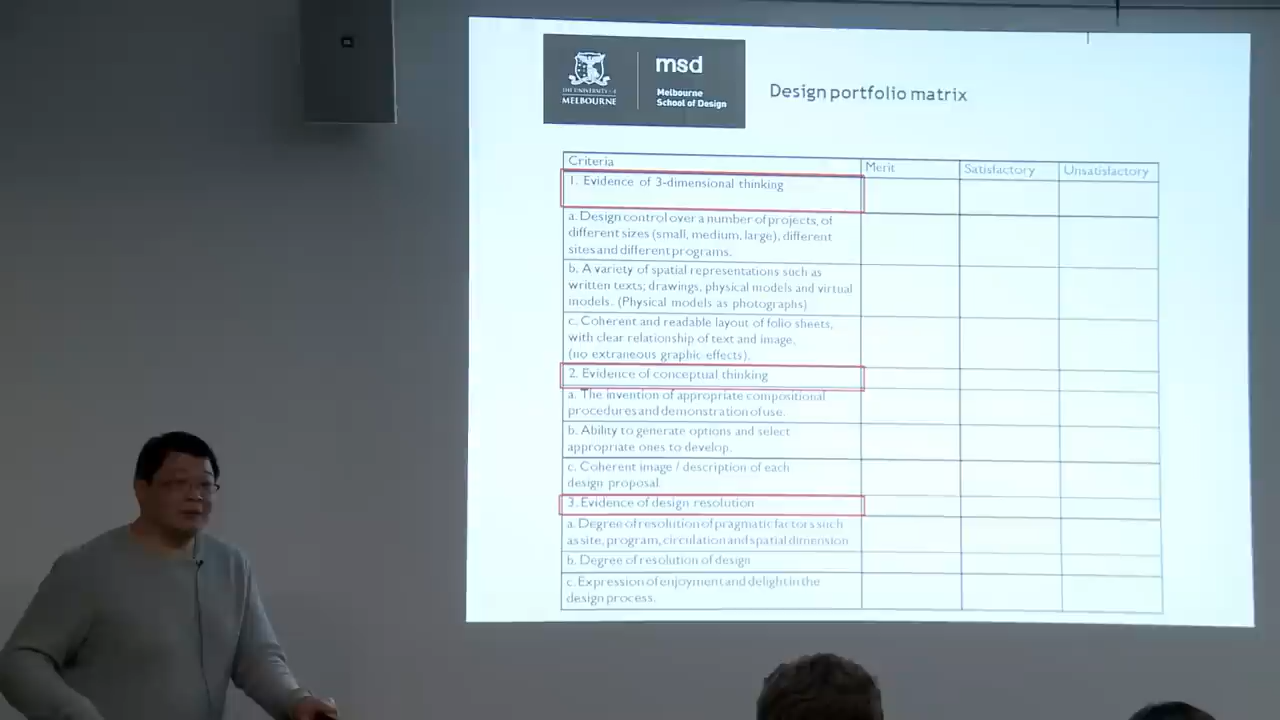 THE UNIVERSITY OF
MELBOURNE
msd
Melbourne
School of Design
Design portfolio matrix
Criteria
Merit
Satisfactory
Unsatisfactory
1. Evidence of 3-dimensional thinking
a. Design control over a number of projects, of
different sizes (small, medium, large), different
sites and different programs.
b. A variety of spatial representations such as
written texts; drawings, physical models and virtual
models. (Physical models as photographs)
c. Coherent and readable layout of folio sheets,
with clear relationship of text and image.
(no extraneous graphic effects).
2. Evidence of conceptual thinking
a. The invention of appropriate compositional
procedures and demonstration of use.
b. Ability to generate options and select
appropriate ones to develop.
c. Coherent image / description of each
design proposal
3. Evidence of design resolution
a. Degree of resolution of pragmatic factors such
as site, program, circulation and spatial dimension
b. Degree of resolution of design
c. Expression of enjoyment and delight in the
design process.